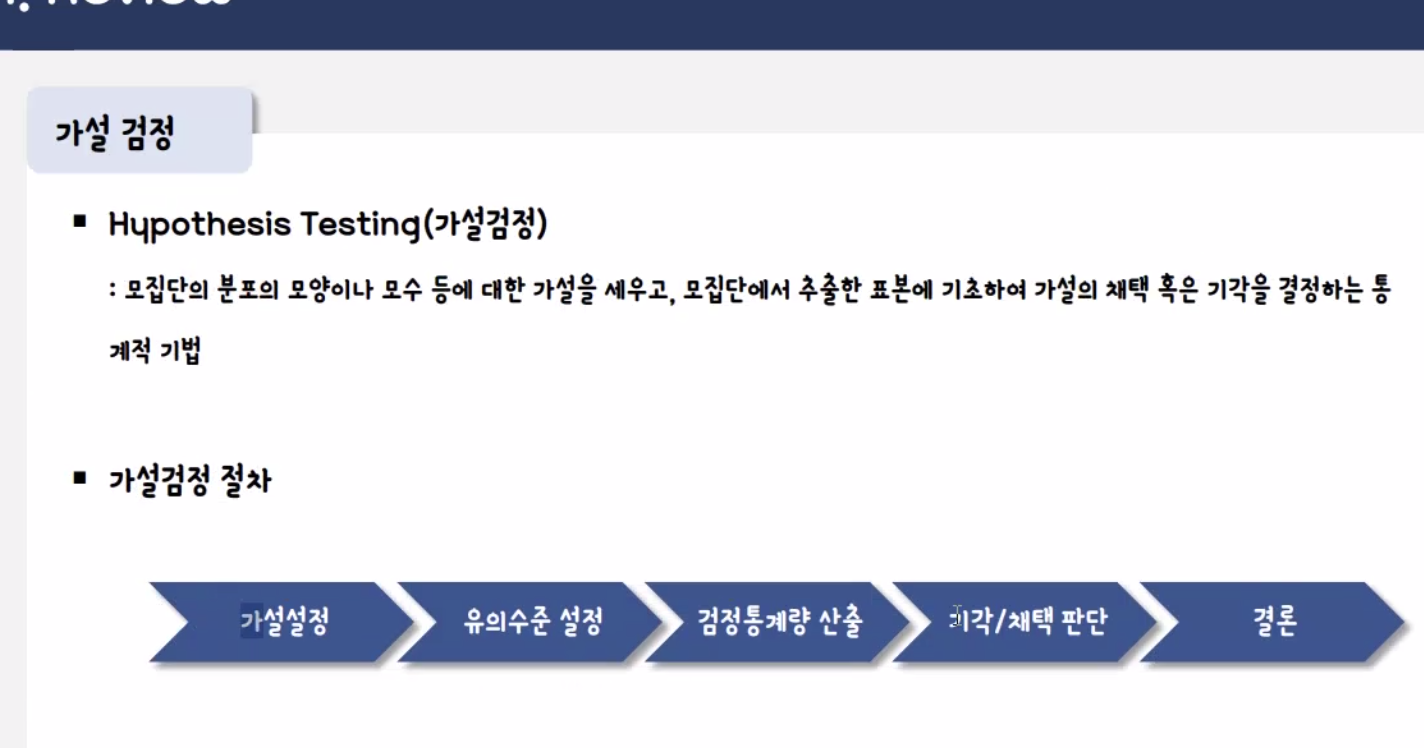 가설 검정
▪ Hypothesis Testing(가설검정)
: 모집단의 분포의 모양이나 모수 등에 대한 가설을 세우고, 모집단에서 추출한 표본에 기초하여 가설의 채택 혹은 기각을 결정하는 통
계적 기법
▪ 가설검정 절차
가설설정
유의수준 설정
검정통계량 산출
기각/채택 판단
결론